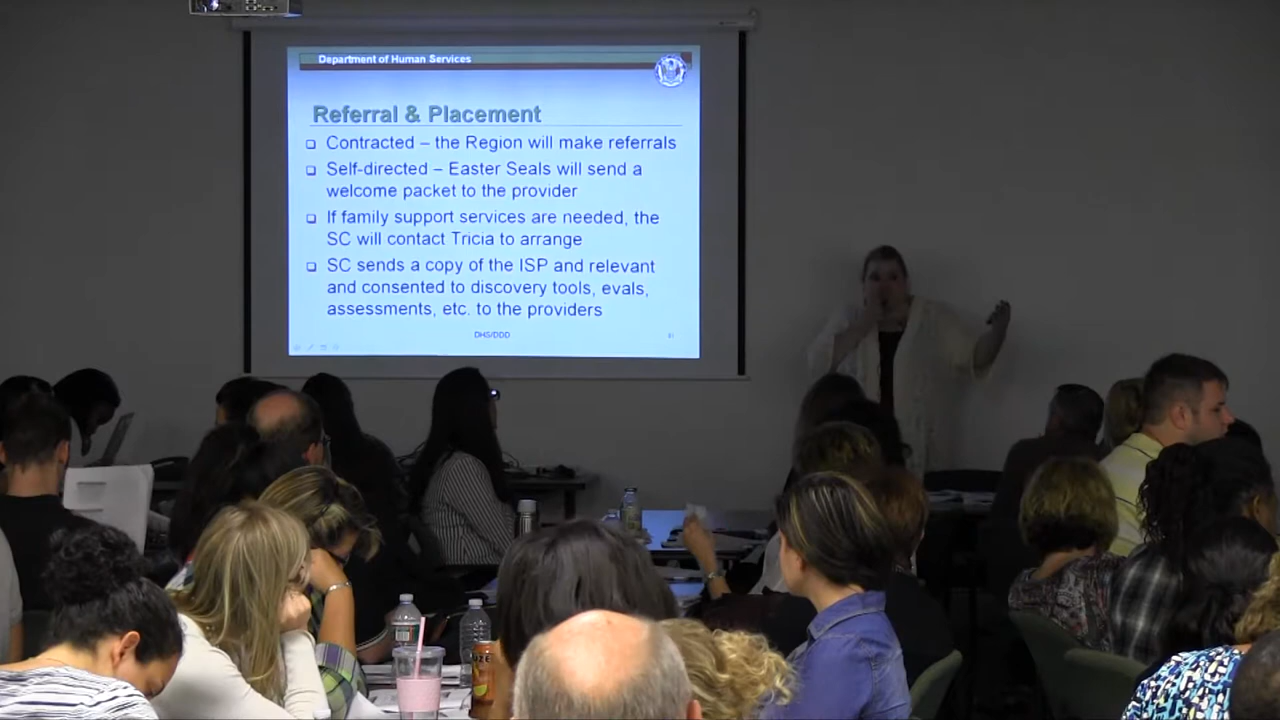 Department of Human Services
Referral & Placement
❑ Contracted – the Region will make referrals
❑ Self-directed – Easter Seals will send a
welcome packet to the provider
❑ If family support services are needed, the
SC will contact Tricia to arrange
❑ SC sends a copy of the ISP and relevant
and consented to discovery tools, evals,
assessments, etc. to the providers
DHS/DDD